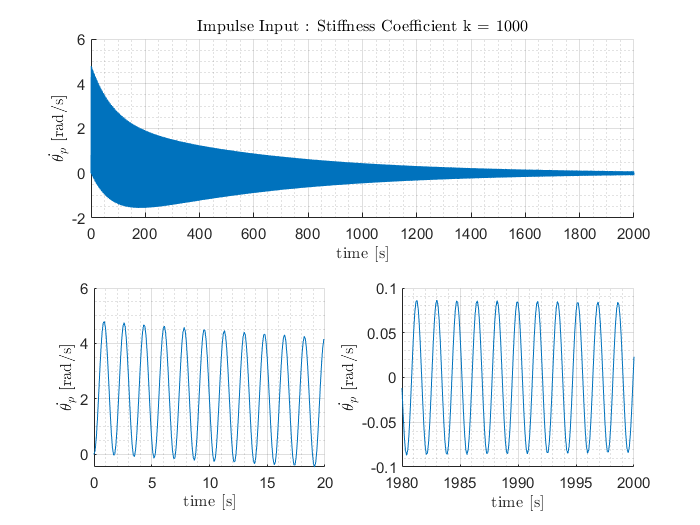 Impulse Input : Stiffness Coefficient k = 1000
6
4
2
0
-2
θ̇p [rad/s]
0 200 400 600 800 1000 1200 1400 1600 1800 2000
time [s]
6
4
2
0
θ̇p [rad/s]
0 5 10 15 20
time [s]
0.1
0.05
0
-0.05
-0.1
θ̇p [rad/s]
1980 1985 1990 1995 2000
time [s]